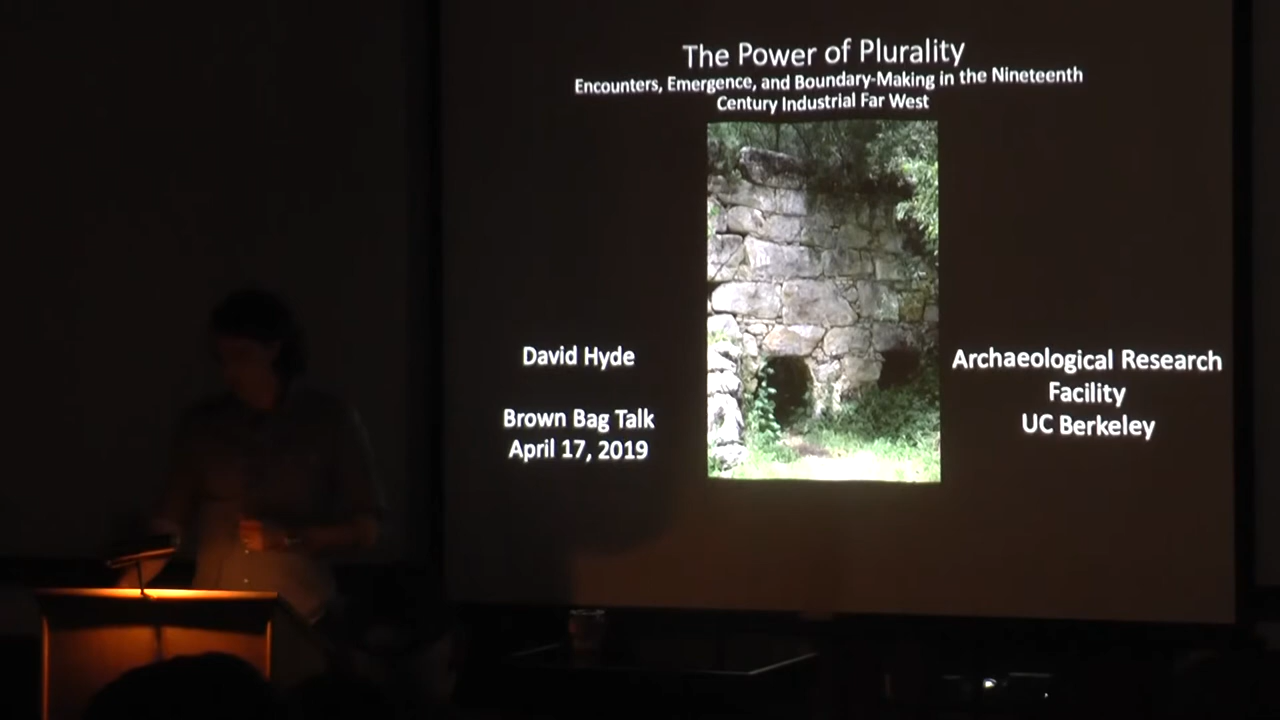 The Power of Plurality
Encounters, Emergence, and Boundary-Making in the Nineteenth
Century Industrial Far West
David Hyde
Brown Bag Talk
April 17, 2019
Archaeological Research
Facility
UC Berkeley